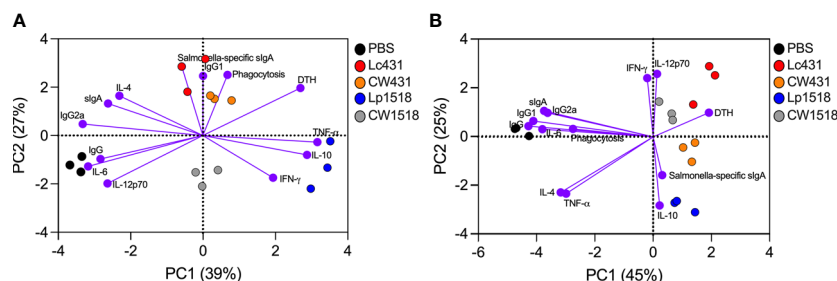 A
PC2 (27%)
4
2
0
-2
-4
-4
-2
0
2
4
PC1 (39%)
Salmonella-specific sIgA
IgG1
Phagocytosis
DTH
IL-4
sIgA
IgG2a
IgG
IL-6
IL-12p70
TNF-α
IL-10
IFN-γ
PBS
Lc431
CW431
Lp1518
CW1518
B
PC2 (25%)
4
2
0
-2
-4
-6
-4
-2
0
2
4
PC1 (45%)
IFN-γ
IL-12p70
sIgA
IgG2a
IgG1
IgG
Phagocytosis
DTH
Salmonella-specific sIgA
IL-4
TNF-α
IL-10
PBS
Lc431
CW431
Lp1518
CW1518